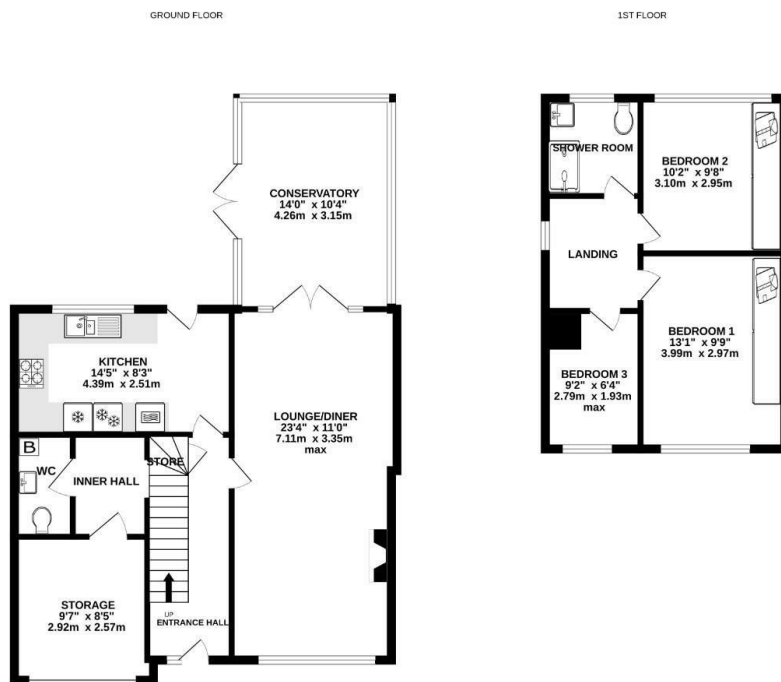 GROUND FLOOR
1ST FLOOR
CONSERVATORY
14'0" x 10'4"
4.26m x 3.15m
KITCHEN
14'5" x 8'3"
4.39m x 2.51m
LOUNGE/DINER
23'4" x 11'0"
7.11m x 3.35m
max
STORE
B
WC
INNER HALL
STORAGE
9'7" x 8'5"
2.92m x 2.57m
UP
ENTRANCE HALL
SHOWER ROOM
BEDROOM 2
10'2" x 9'8"
3.10m x 2.95m
LANDING
BEDROOM 1
13'1" x 9'9"
3.99m x 2.97m
BEDROOM 3
9'2" x 6'4"
2.79m x 1.93m
max